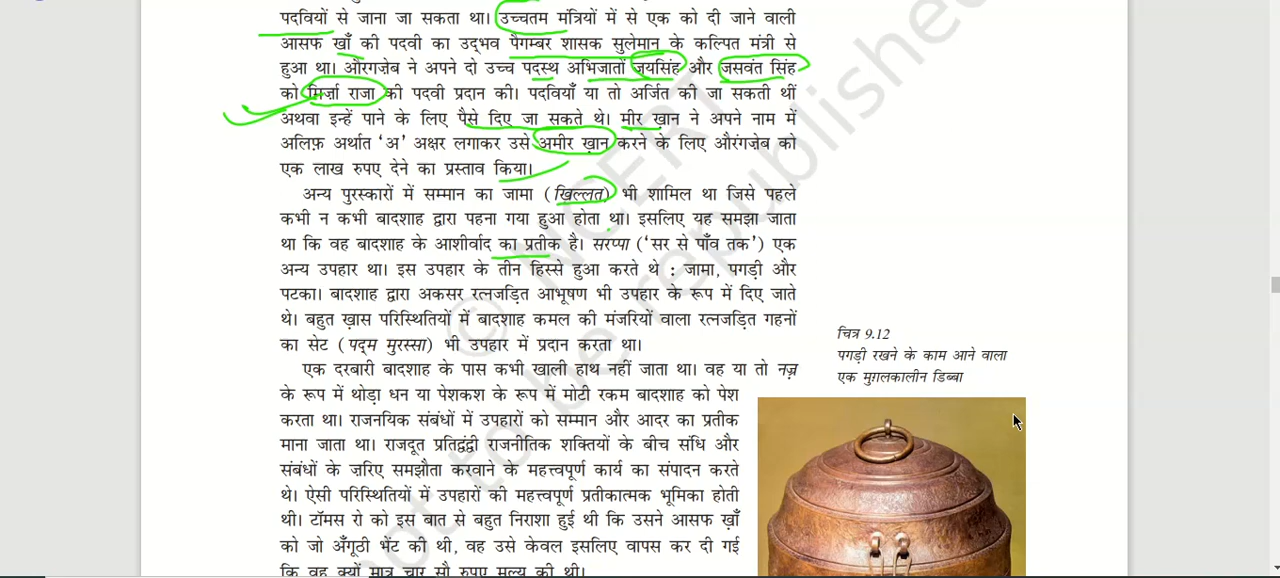 पदवियों से जाना जा सकता था। उच्चतम मंत्रियों में से एक को दी जाने वाली
आसफ खाँ की पदवी का उद्‌भव पैगम्बर शासक सुलेमान के कल्पित मंत्री से
हुआ था। औरंगज़ेब ने अपने दो उच्च पदस्थ अभिजातों जयसिंह और जसवंत सिंह
को मिर्ज़ा राजा की पदवी प्रदान की। पदवियाँ या तो अर्जित की जा सकती थीं
अथवा इन्हें पाने के लिए पैसे दिए जा सकते थे। मीर ख़ान ने अपने नाम में
अलिफ़ अर्थात 'अ' अक्षर लगाकर उसे अमीर ख़ान करने के लिए औरंगज़ेब को
एक लाख रुपए देने का प्रस्ताव किया।
अन्य पुरस्कारों में सम्मान का जामा (खिल्लत) भी शामिल था जिसे पहले
कभी न कभी बादशाह द्वारा पहना गया हुआ होता था। इसलिए यह समझा जाता
था कि वह बादशाह के आशीर्वाद का प्रतीक है। सरप्पा ('सर से पाँव तक') एक
अन्य उपहार था। इस उपहार के तीन हिस्से हुआ करते थे : जामा, पगड़ी और
पटका। बादशाह द्वारा अकसर रत्नजड़ित आभूषण भी उपहार के रूप में दिए जाते
थे। बहुत ख़ास परिस्थितियों में बादशाह कमल की मंजरियों वाला रत्नजड़ित गहनों
का सेट (पद्‌म मुरस्सा) भी उपहार में प्रदान करता था।
एक दरबारी बादशाह के पास कभी खाली हाथ नहीं जाता था। वह या तो नज़्र
के रूप में थोड़ा धन या पेशकश के रूप में मोटी रकम बादशाह को पेश
करता था। राजनयिक संबंधों में उपहारों को सम्मान और आदर का प्रतीक
माना जाता था। राजदूत प्रतिद्वंद्वी राजनीतिक शक्तियों के बीच संधि और
संबंधों के ज़रिए समझौता करवाने के महत्त्वपूर्ण कार्य का संपादन करते
थे। ऐसी परिस्थितियों में उपहारों की महत्त्वपूर्ण प्रतीकात्मक भूमिका होती
थी। टॉमस रो को इस बात से बहुत निराशा हुई थी कि उसने आसफ ख़ाँ
को जो अँगूठी भेंट की थी, वह उसे केवल इसलिए वापस कर दी गई
कि वह क्यों मात्र चार सौ रुपए मूल्य की थी।
चित्र 9.12
पगड़ी रखने के काम आने वाला
एक मुग़लकालीन डिब्बा
© NCERT
not to be republished